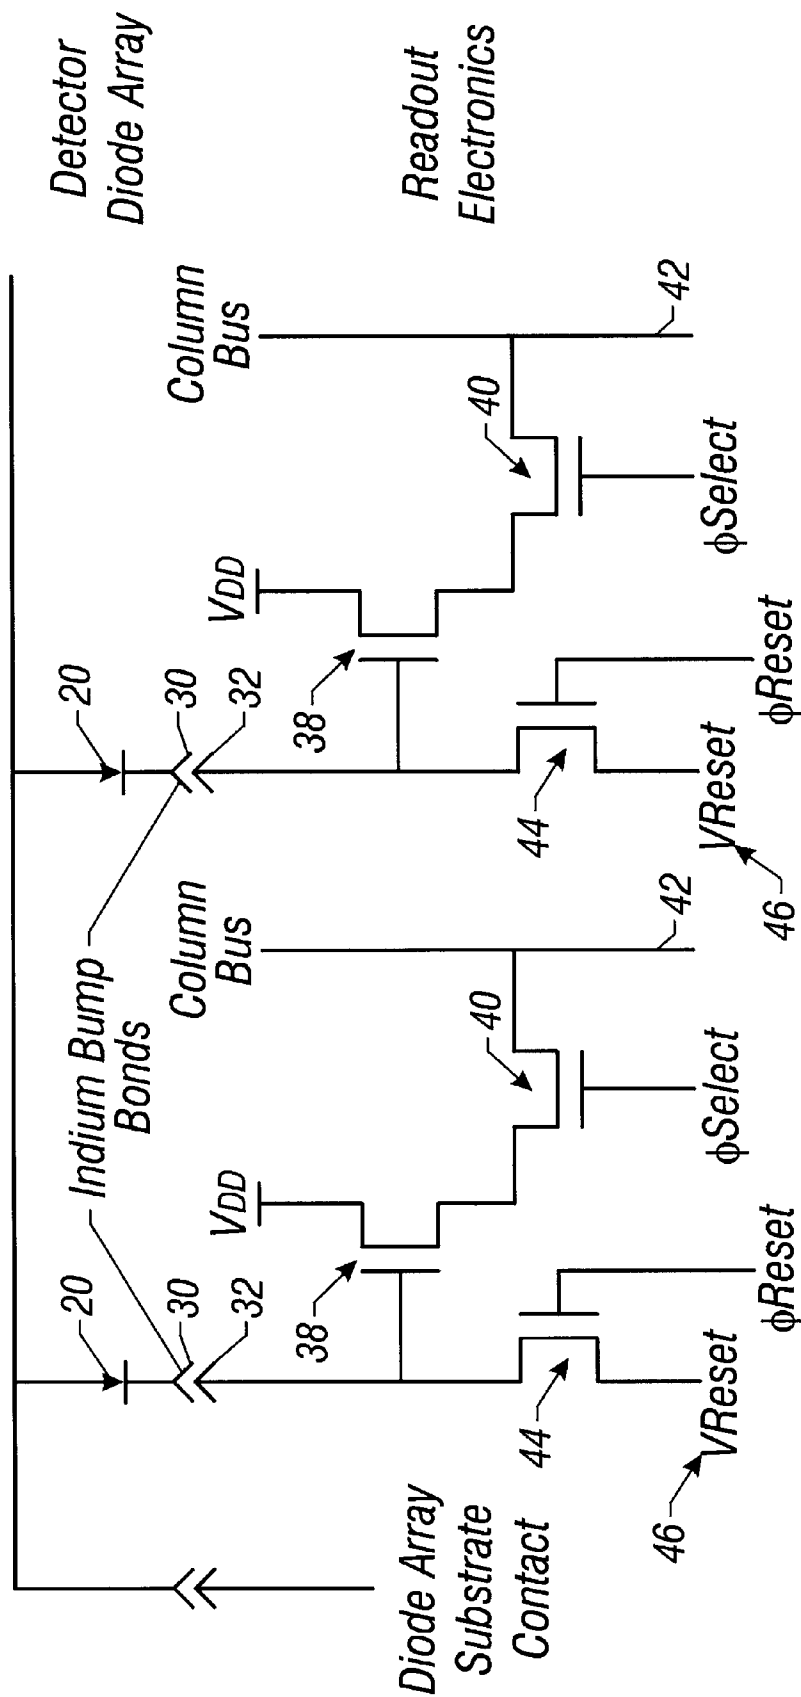 Detector
Diode Array
Readout
Electronics
Indium Bump
Bonds
20
30
32
20
30
32
Column
Bus
Column
Bus
VDD
VDD
38
40
42
38
40
42
44
44
ϕSelect
ϕSelect
ϕReset
ϕReset
VReset
VReset
46
46
Diode Array
Substrate
Contact